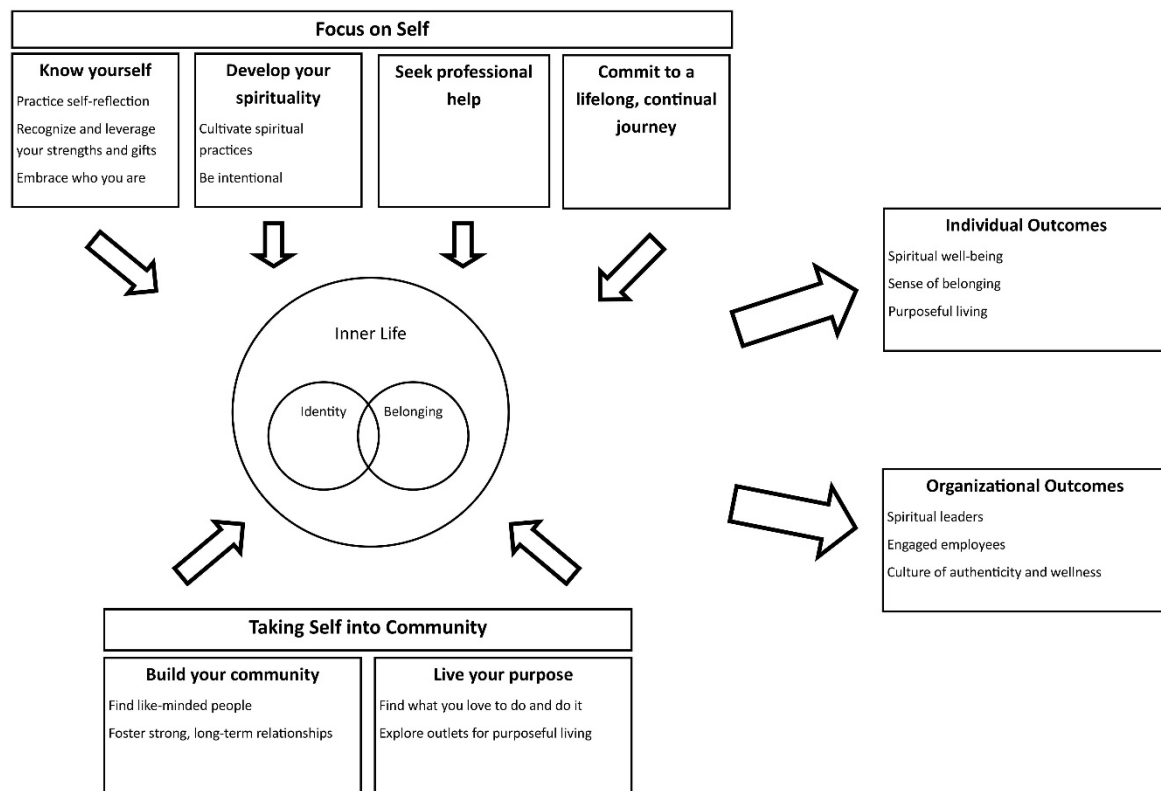 Focus on Self
Know yourself
Practice self-reflection
Recognize and leverage
your strengths and gifts
Embrace who you are
Develop your
spirituality
Cultivate spiritual
practices
Be intentional
Seek professional
help
Commit to a
lifelong, continual
journey
Inner Life
Identity
Belonging
Individual Outcomes
Spiritual well-being
Sense of belonging
Purposeful living
Organizational Outcomes
Spiritual leaders
Engaged employees
Culture of authenticity and wellness
Taking Self into Community
Build your community
Find like-minded people
Foster strong, long-term relationships
Live your purpose
Find what you love to do and do it
Explore outlets for purposeful living